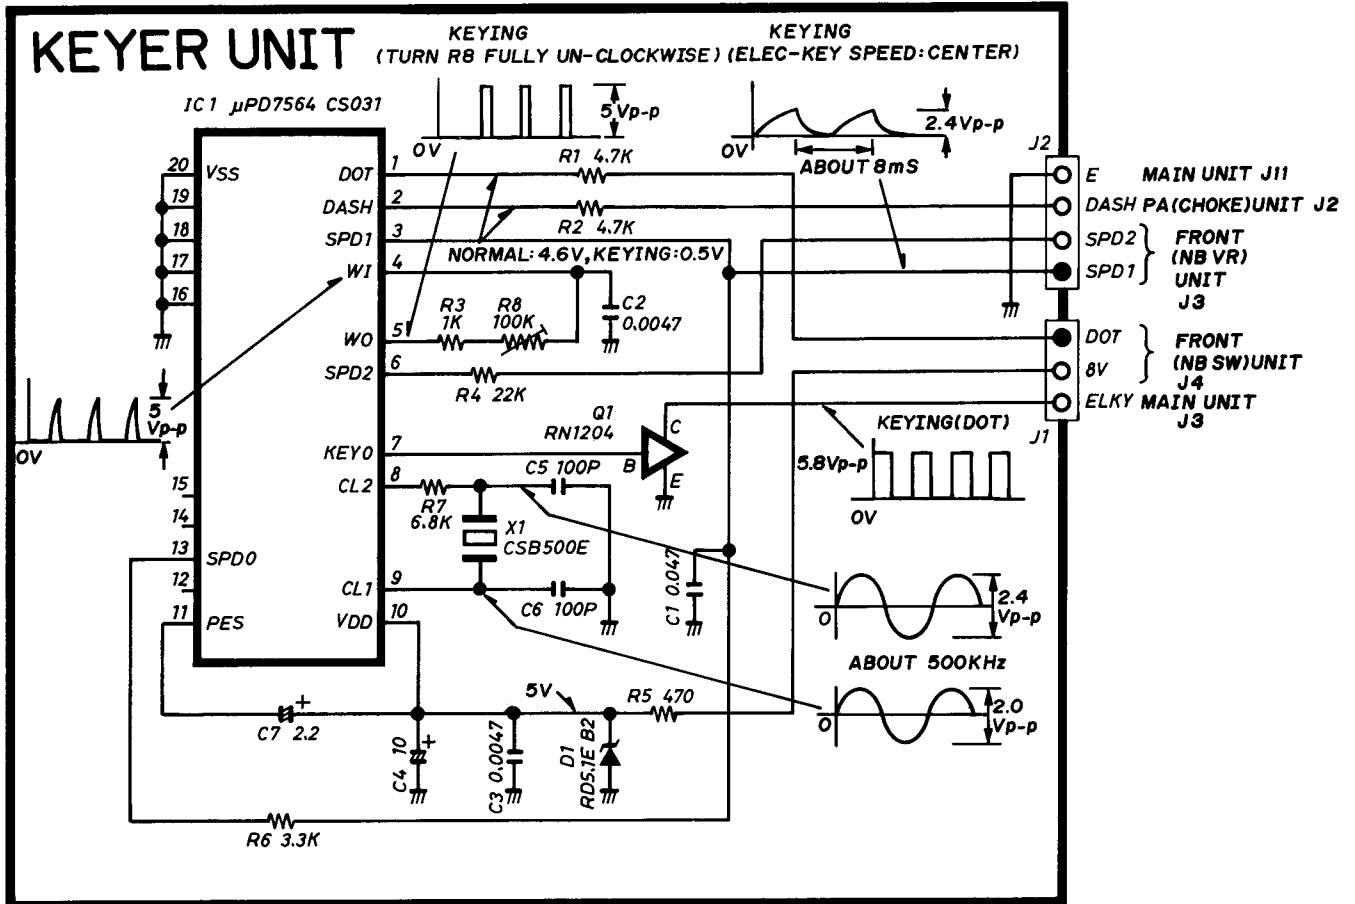 KEYER UNIT
KEYING
(TURN R8 FULLY UN-CLOCKWISE)
KEYING
(ELEC-KEY SPEED:CENTER)
IC1 µPD7564 CS031
5 Vp-p
0V
2.4Vp-p
0V
ABOUT 8mS
R1 4.7K
R2 4.7K
NORMAL:4.6V, KEYING:0.5V
20
VSS
19
18
17
16
15
14
13
SPD0
12
11
PES
DOT
1
DASH
2
SPD1
3
WI
4
WO
5
SPD2
6
KEY0
7
CL2
8
CL1
9
VDD
10
R3
1K
R8
100K
C2
0.0047
R4 22K
5
Vp-p
0V
Q1
RN1204
B
C
E
C5 100P
R7
6.8K
X1
CSB500E
C6 100P
C1 0.047
C7 2.2
+
C4 10
+
C3 0.0047
5V
D1
RD5.1E B2
R5 470
R6 3.3K
J2
E
MAIN UNIT J11
DASH
PA(CHOKE)UNIT J2
SPD2
SPD1
FRONT
(NB VR)
UNIT
J3
DOT
8V
FRONT
(NB SW)UNIT
J4
ELKY
MAIN UNIT
J3
J1
KEYING(DOT)
5.8Vp-p
0V
0
2.4
Vp-p
ABOUT 500KHz
0
2.0
Vp-p